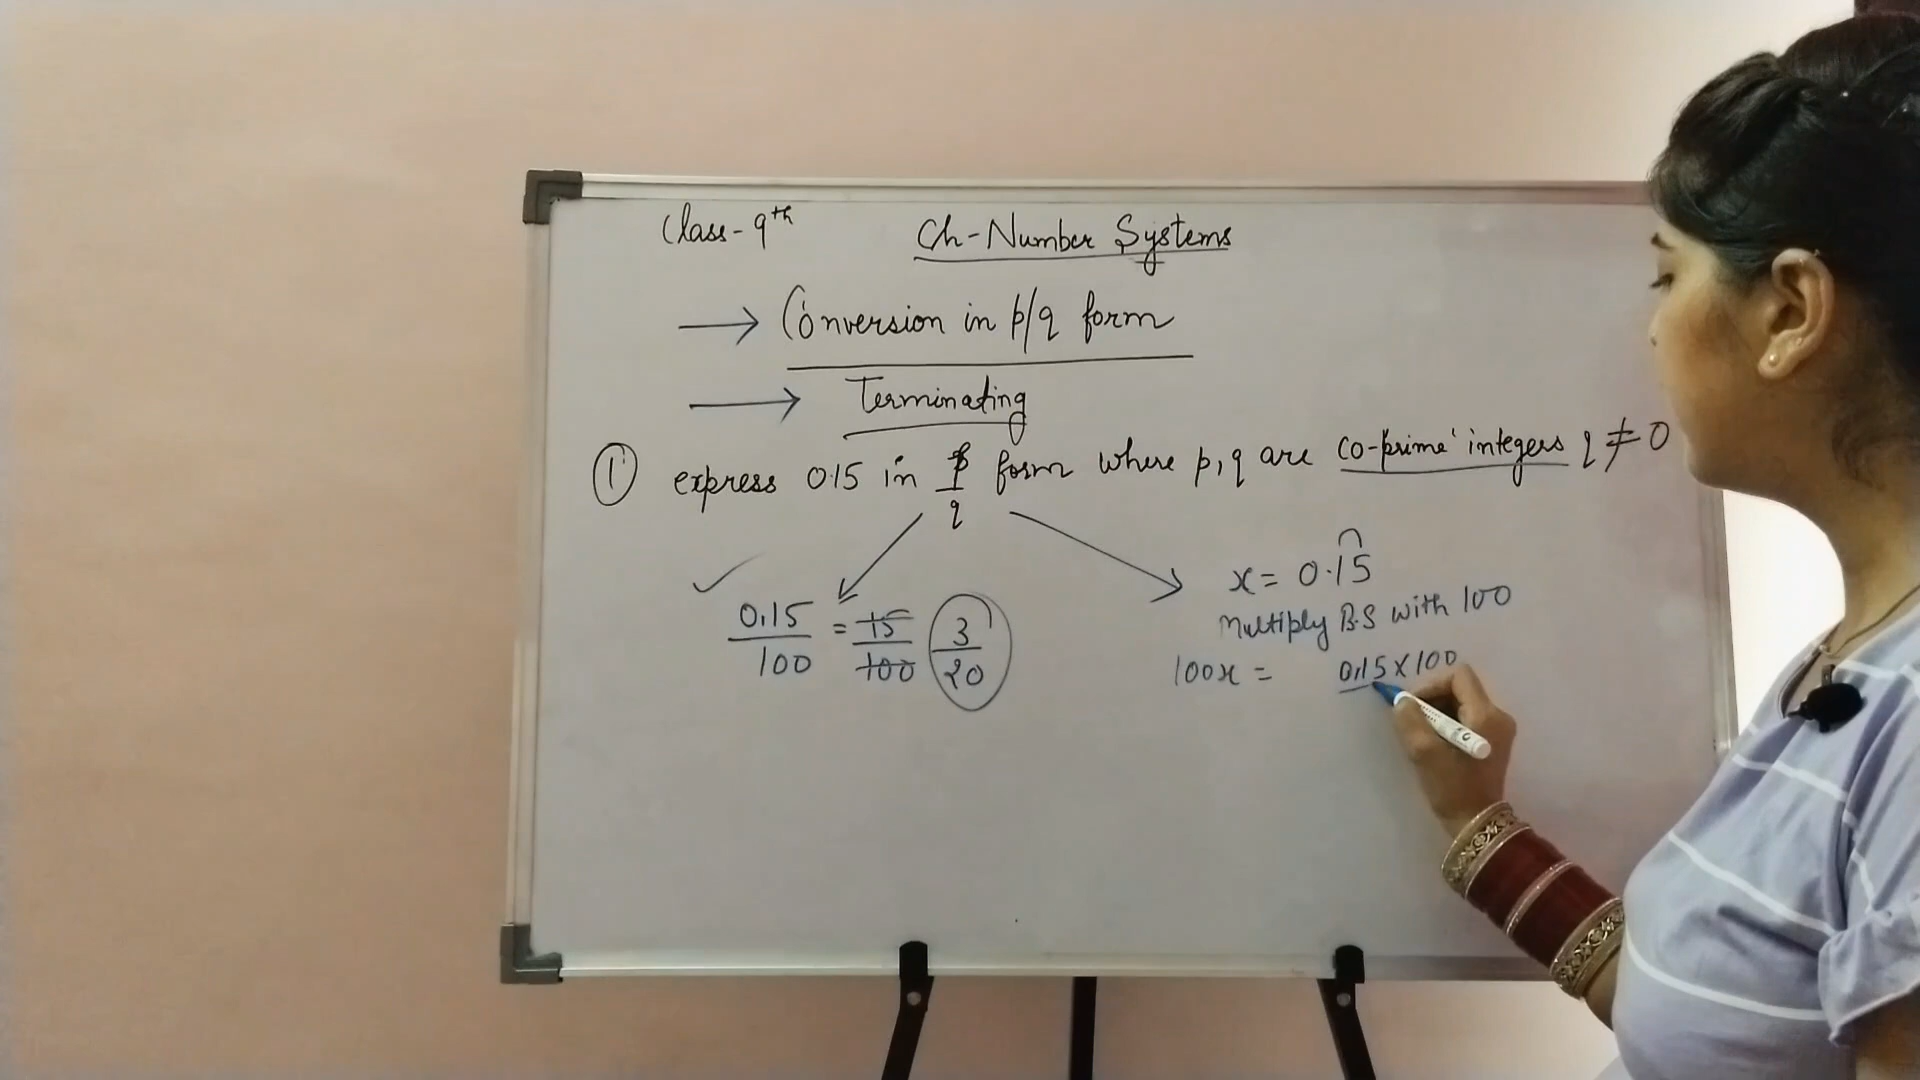 Class-9th Ch-Number Systems
→ Conversion in p/q form
→ Terminating
① express 0.15 in p/q form where p, q are co-prime integers q ≠ 0
✓ 0.15/100 = 15/100 3/20
x = 0.15
Multiply B.S with 100
100x = 0.15 x 100